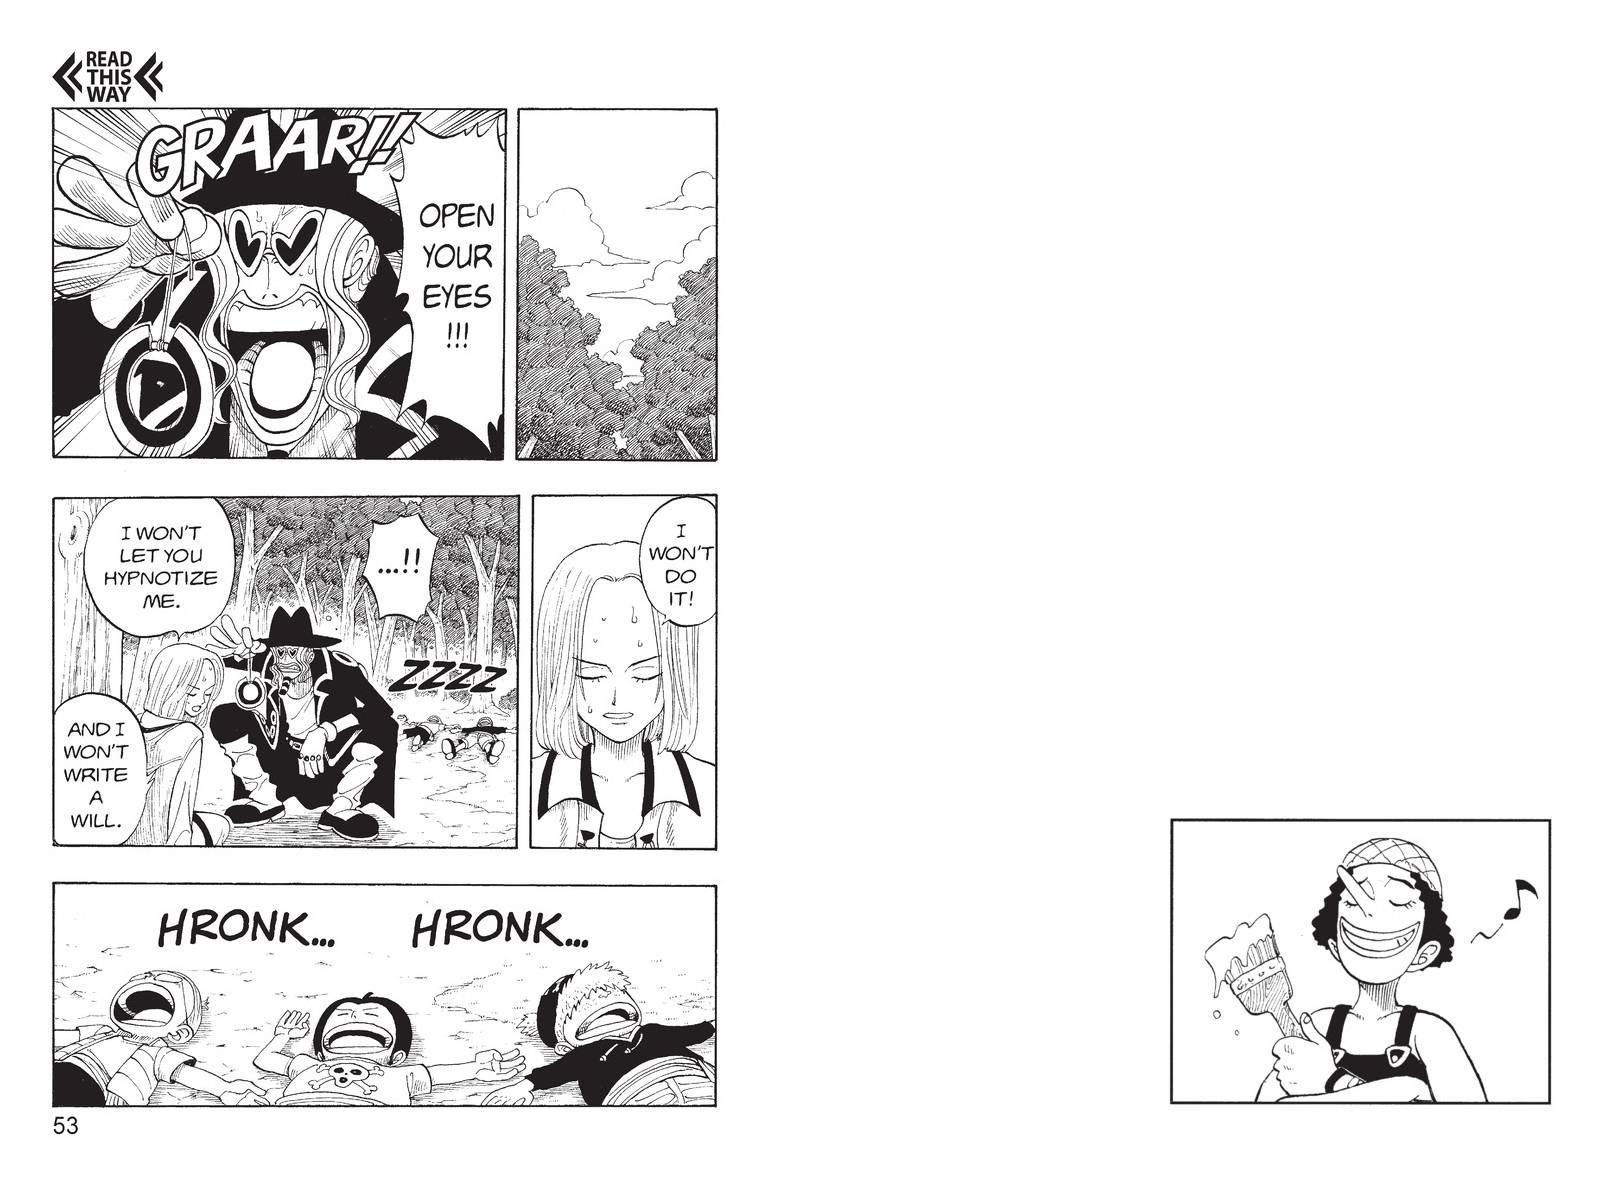 READ
THIS
WAY
GRAAR!!
OPEN
YOUR
EYES
!!!
I
WON'T
DO
IT!
...!!
ZZZZ
I WON'T
LET YOU
HYPNOTIZE
ME.
AND I
WON'T
WRITE
A
WILL.
HRONK...
HRONK...
53